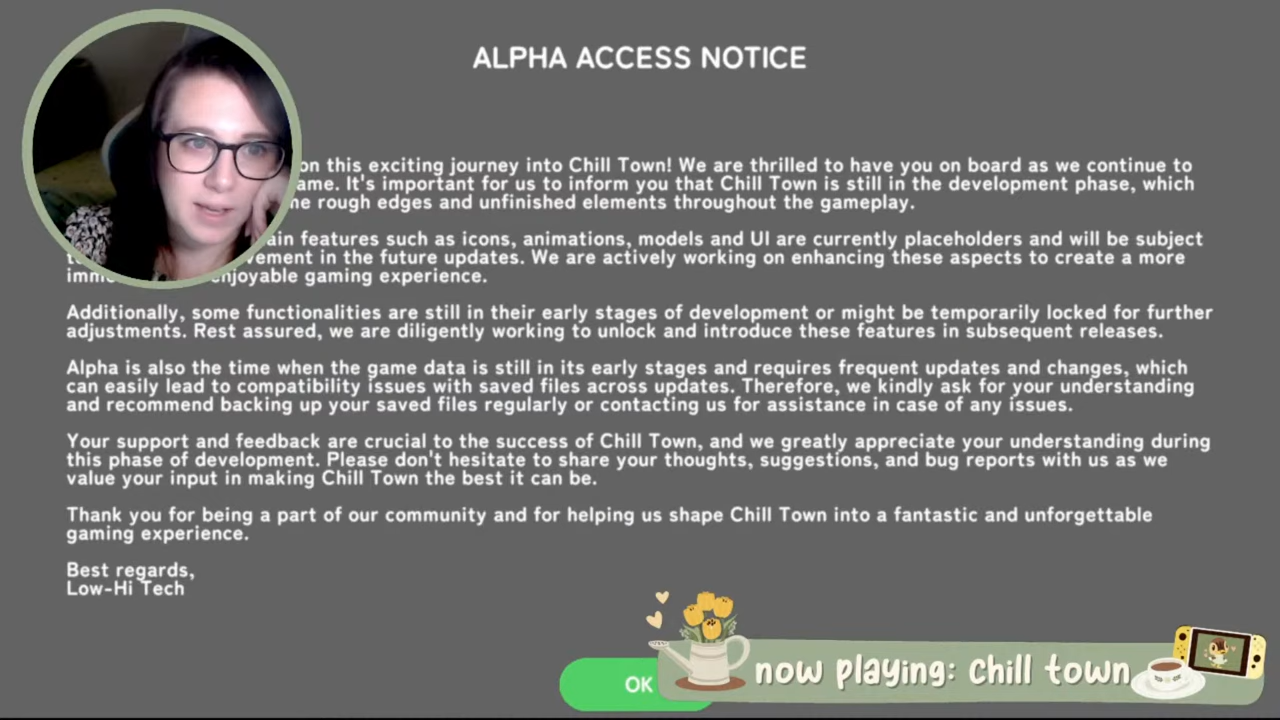 ALPHA ACCESS NOTICE
on this exciting journey into Chill Town! We are thrilled to have you on board as we continue to
ame. It's important for us to inform you that Chill Town is still in the development phase, which
rough edges and unfinished elements throughout the gameplay.
features such as icons, animations, models and UI are currently placeholders and will be subject
in the future updates. We are actively working on enhancing these aspects to create a more
enjoyable gaming experience.
Additionally, some functionalities are still in their early stages of development or might be temporarily locked for further
adjustments. Rest assured, we are diligently working to unlock and introduce these features in subsequent releases.
Alpha is also the time when the game data is still in its early stages and requires frequent updates and changes, which
can easily lead to compatibility issues with saved files across updates. Therefore, we kindly ask for your understanding
and recommend backing up your saved files regularly or contacting us for assistance in case of any issues.
Your support and feedback are crucial to the success of Chill Town, and we greatly appreciate your understanding during
this phase of development. Please don't hesitate to share your thoughts, suggestions, and bug reports with us as we
value your input in making Chill Town the best it can be.
Thank you for being a part of our community and for helping us shape Chill Town into a fantastic and unforgettable
gaming experience.
Best regards,
Low-Hi Tech
OK
now playing: chill town